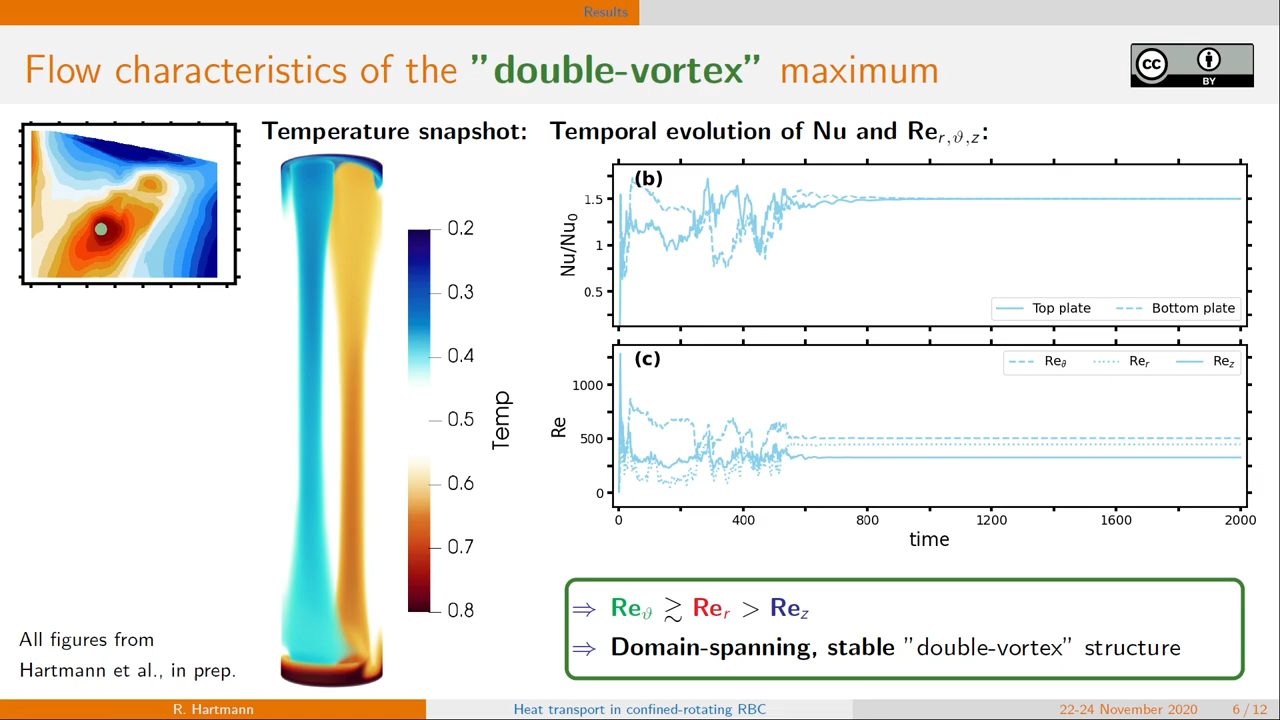 Results
Flow characteristics of the "double-vortex" maximum
cc
BY
Temperature snapshot:
Temporal evolution of Nu and Re_{r,ϑ,z}:
0.2
0.3
0.4
0.5
0.6
0.7
0.8
Temp
(b)
1.5
1
0.5
Nu/Nu₀
Top plate
Bottom plate
(c)
Re_ϑ
Re_r
Re_z
1000
500
0
Re
0
400
800
1200
1600
2000
time
⇒ Re_ϑ ≳ Re_r > Re_z
⇒ Domain-spanning, stable "double-vortex" structure
All figures from
Hartmann et al., in prep.
R. Hartmann
Heat transport in confined-rotating RBC
22-24 November 2020
6 / 12